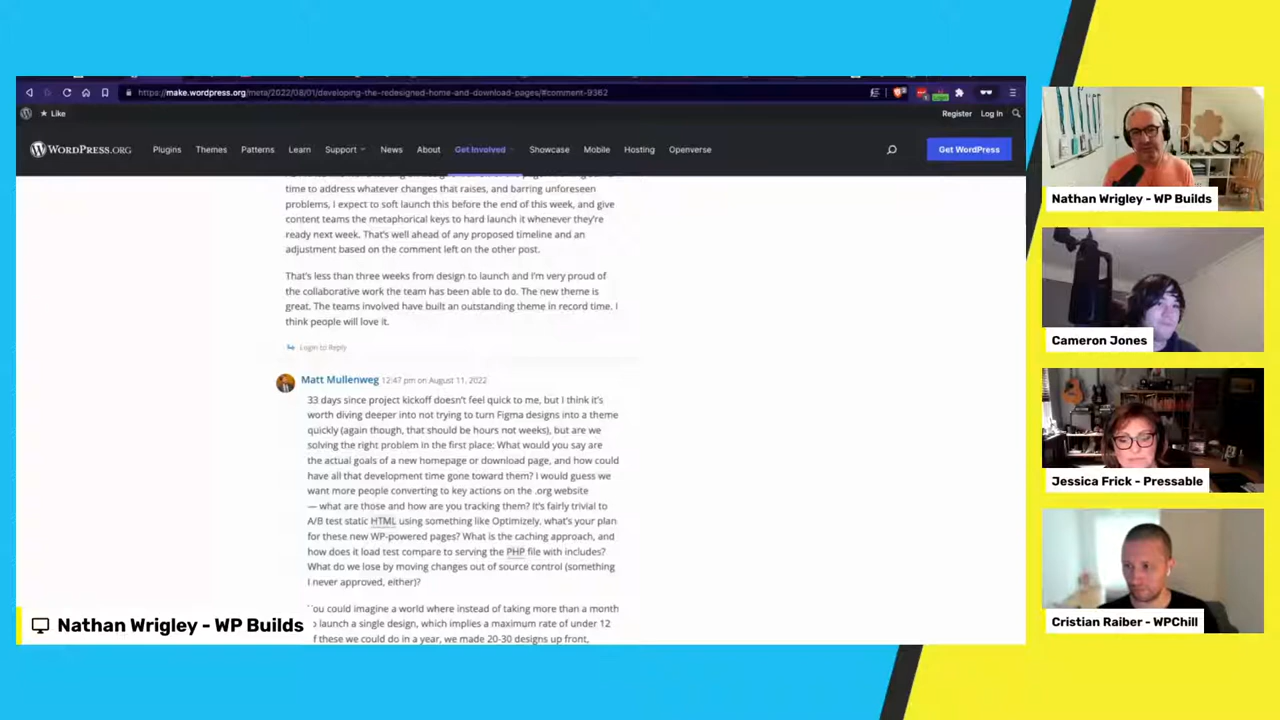 https://make.wordpress.org/meta/2022/08/01/developing-the-redesigned-home-and-download-pages/#comment-9362
Like
Register Log In
WORDPRESS.ORG Plugins Themes Patterns Learn Support News About Get Involved Showcase Mobile Hosting Openverse Get WordPress
time to address whatever changes that raises, and barring unforeseen
problems, I expect to soft launch this before the end of this week, and give
content teams the metaphorical keys to hard launch it whenever they're
ready next week. That's well ahead of any proposed timeline and an
adjustment based on the comment left on the other post.
That's less than three weeks from design to launch and I'm very proud of
the collaborative work the team has been able to do. The new theme is
great. The teams involved have built an outstanding theme in record time. I
think people will love it.
Login to Reply
Matt Mullenweg 12:47 pm on August 11, 2022
33 days since project kickoff doesn't feel quick to me, but I think it's
worth diving deeper into not trying to turn Figma designs into a theme
quickly (again though, that should be hours not weeks), but are we
solving the right problem in the first place: What would you say are
the actual goals of a new homepage or download page, and how could
have all that development time gone toward them? I would guess we
want more people converting to key actions on the .org website
— what are those and how are you tracking them? It's fairly trivial to
A/B test static HTML using something like Optimizely, what's your plan
for these new WP-powered pages? What is the caching approach, and
how does it load test compare to serving the PHP file with includes?
What do we lose by moving changes out of source control (something
I never approved, either)?
You could imagine a world where instead of taking more than a month
to launch a single design, which implies a maximum rate of under 12
of these we could do in a year, we made 20-30 designs up front,
Nathan Wrigley - WP Builds
Nathan Wrigley - WP Builds
Cameron Jones
Jessica Frick - Pressable
Cristian Raiber - WPChill